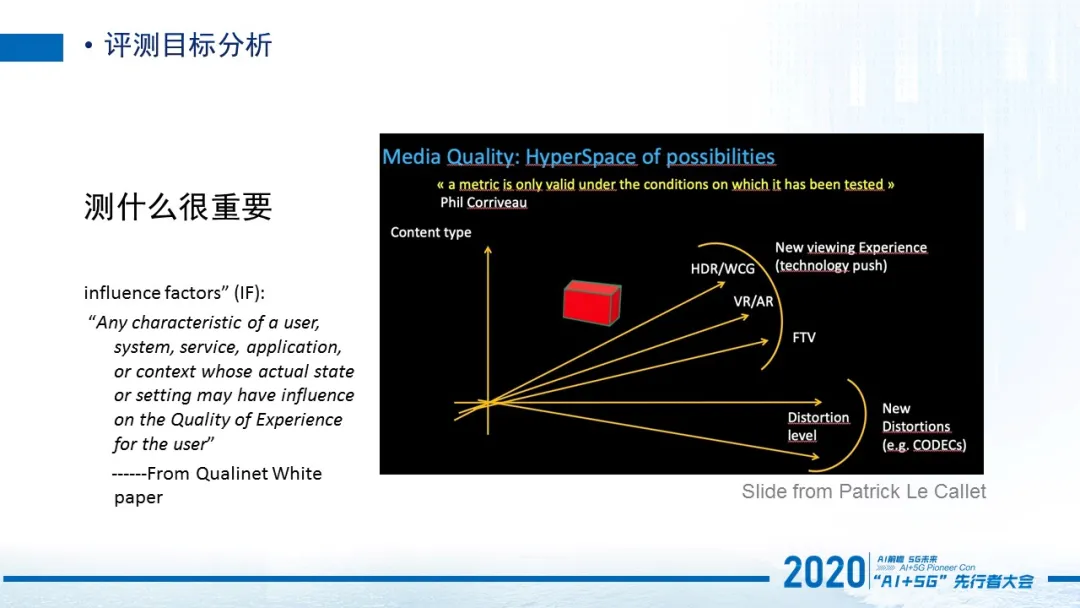 • 评测目标分析
测什么很重要
influence factors” (IF):
“Any characteristic of a user,
system, service, application,
or context whose actual state
or setting may have influence
on the Quality of Experience
for the user”
------From Qualinet White
paper
Media Quality: HyperSpace of possibilities
« a metric is only valid under the conditions on which it has been tested »
Phil Corriveau
Content type
New viewing Experience
(technology push)
HDR/WCG
VR/AR
FTV
Distortion
level
New
Distortions
(e.g. CODECs)
Slide from Patrick Le Callet
2020
AI解锢 5G未来
AI+5G Pioneer Con
“AI+5G” 先行者大会